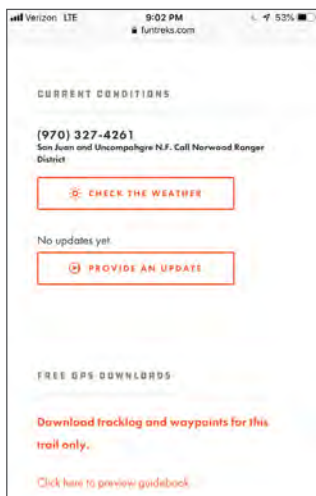 Verizon LTE 9:02 PM 53%
funtreks.com
CURRENT CONDITIONS
(970) 327-4261
San Juan and Uncompahgre N.F. Call Norwood Ranger
District
CHECK THE WEATHER
No updates yet.
PROVIDE AN UPDATE
FREE GPS DOWNLOADS
Download tracklog and waypoints for this
trail only.
Click here to preview guidebook